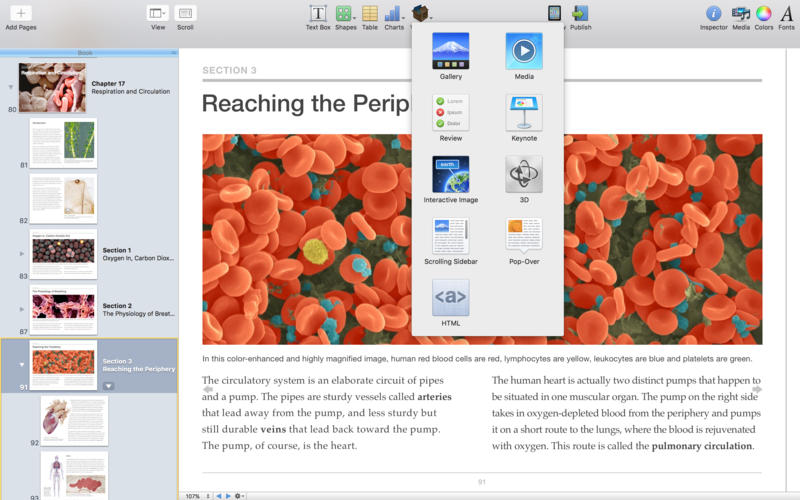 Add Pages
View
Scroll
Text Box
Shapes
Table
Charts
Publish
Inspector
Media
Colors
Fonts
Book
Chapter 17
Respiration and Circulation
80
81
82
Section 1
Oxygen In, Carbon Diox...
83
Section 2
The Physiology of Breat...
87
Section 3
Reaching the Periphery
91
92
93
SECTION 3
Reaching the Periph
Gallery
Media
Lorem
Ipsum
Dolor
Review
Keynote
earth
Interactive Image
3D
Scrolling Sidebar
Pop-Over
<a>
HTML
In this color-enhanced and highly magnified image, human red blood cells are red, lymphocytes are yellow, leukocytes are blue and platelets are green.
The circulatory system is an elaborate circuit of pipes
and a pump. The pipes are sturdy vessels called arteries
that lead away from the pump, and less sturdy but
still durable veins that lead back toward the pump.
The pump, of course, is the heart.
The human heart is actually two distinct pumps that happen to
be situated in one muscular organ. The pump on the right side
takes in oxygen-depleted blood from the periphery and pumps
it on a short route to the lungs, where the blood is rejuvenated
with oxygen. This route is called the pulmonary circulation.
91
107%